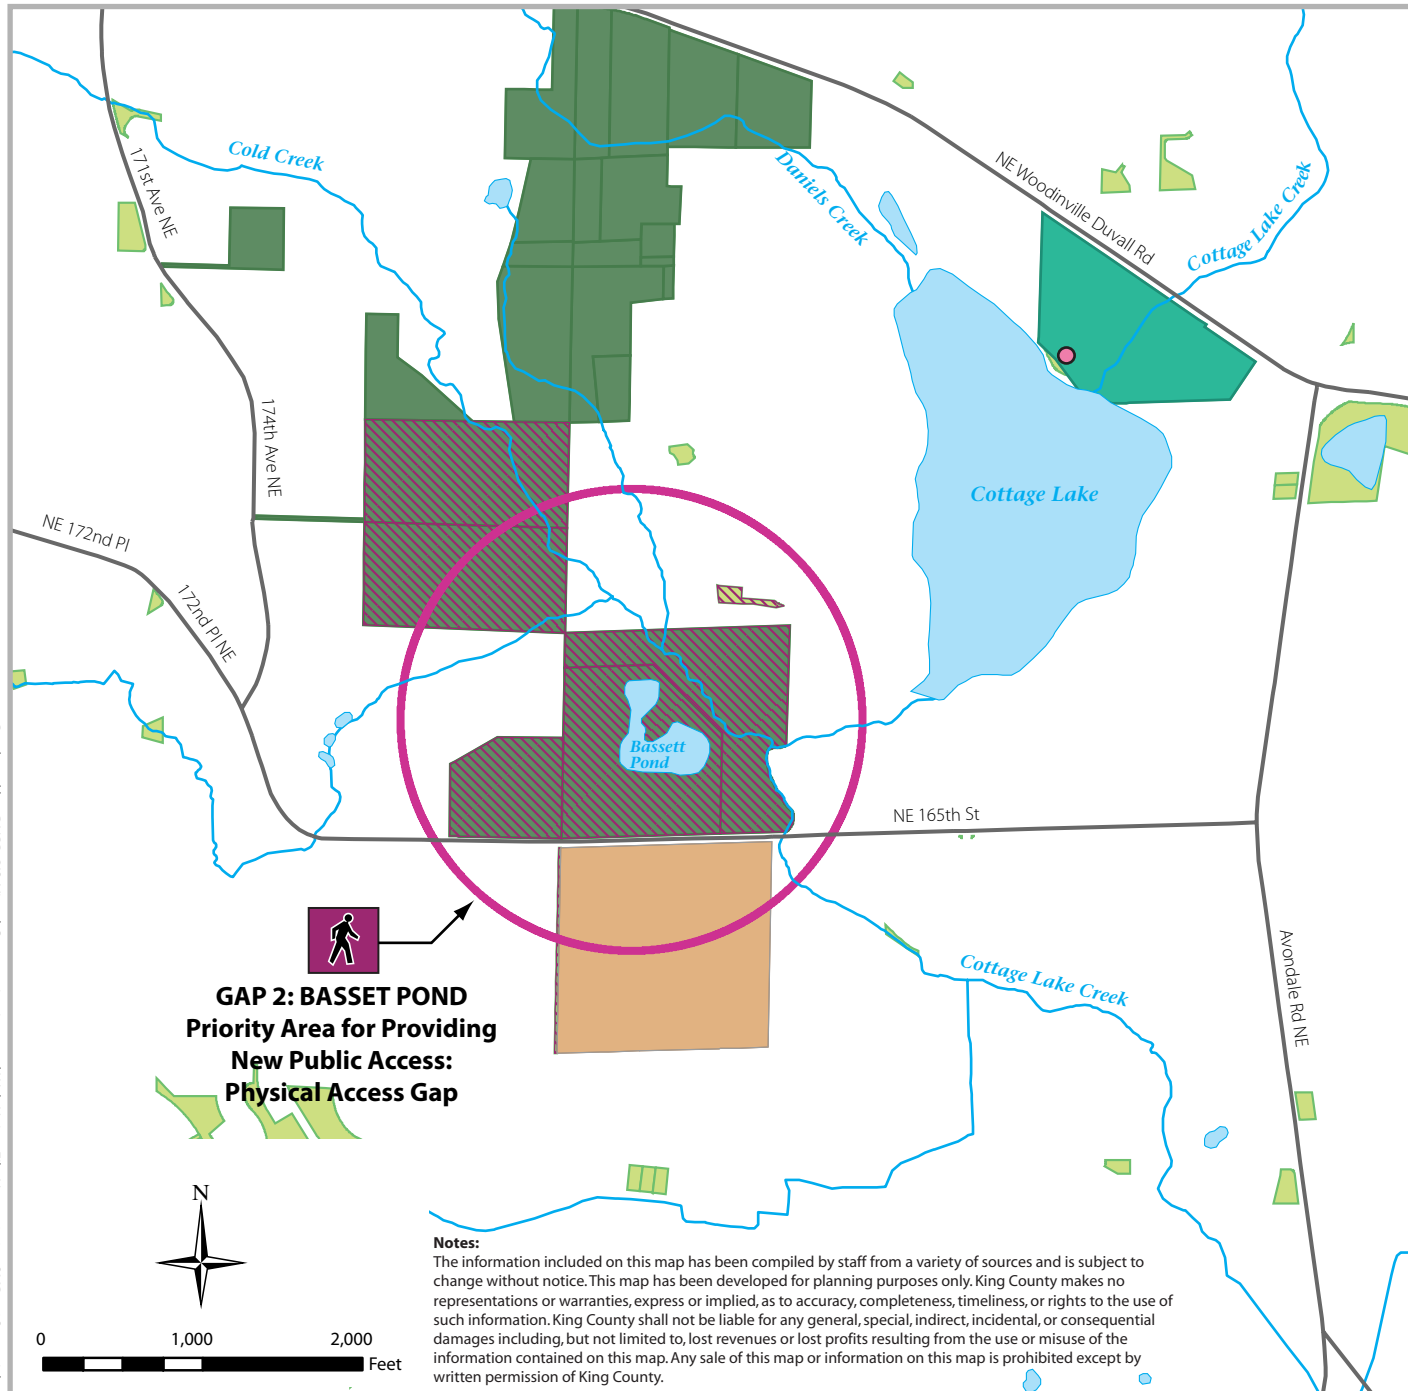 Cold Creek
171st Ave NE
Daniels Creek
NE Woodinville Duvall Rd
Cottage Lake Creek
174th Ave NE
Cottage Lake
NE 172nd Pl
172nd Pl NE
Bassett
Pond
NE 165th St
GAP 2: BASSET POND
Priority Area for Providing
New Public Access:
Physical Access Gap
Cottage Lake Creek
Avondale Rd NE
N
0 1,000 2,000
Feet
Notes:
The information included on this map has been compiled by staff from a variety of sources and is subject to
change without notice. This map has been developed for planning purposes only. King County makes no
representations or warranties, express or implied, as to accuracy, completeness, timeliness, or rights to the use of
such information. King County shall not be liable for any general, special, indirect, incidental, or consequential
damages including, but not limited to, lost revenues or lost profits resulting from the use or misuse of the
information contained on this map. Any sale of this map or information on this map is prohibited except by
written permission of King County.